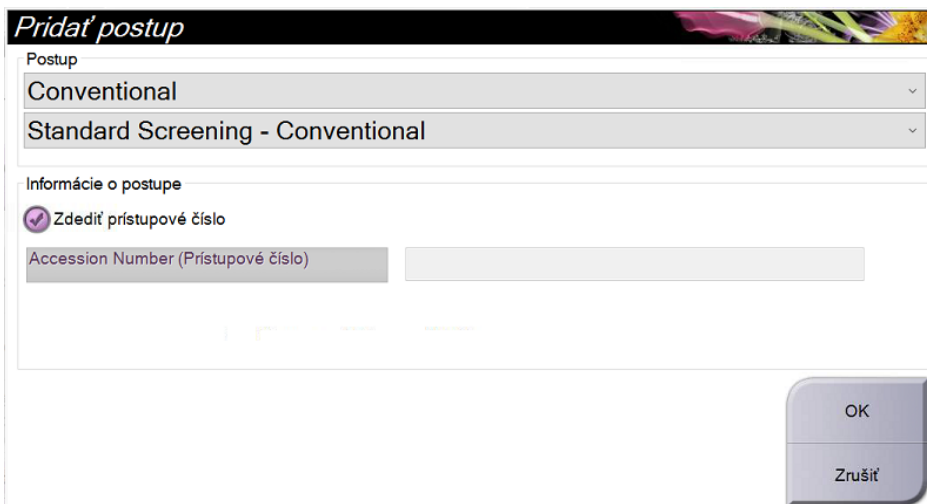 Pridať postup
Postup
Conventional
Standard Screening - Conventional
Informácie o postupe
Zdediť prístupové číslo
Accession Number (Prístupové číslo)
OK
Zrušiť